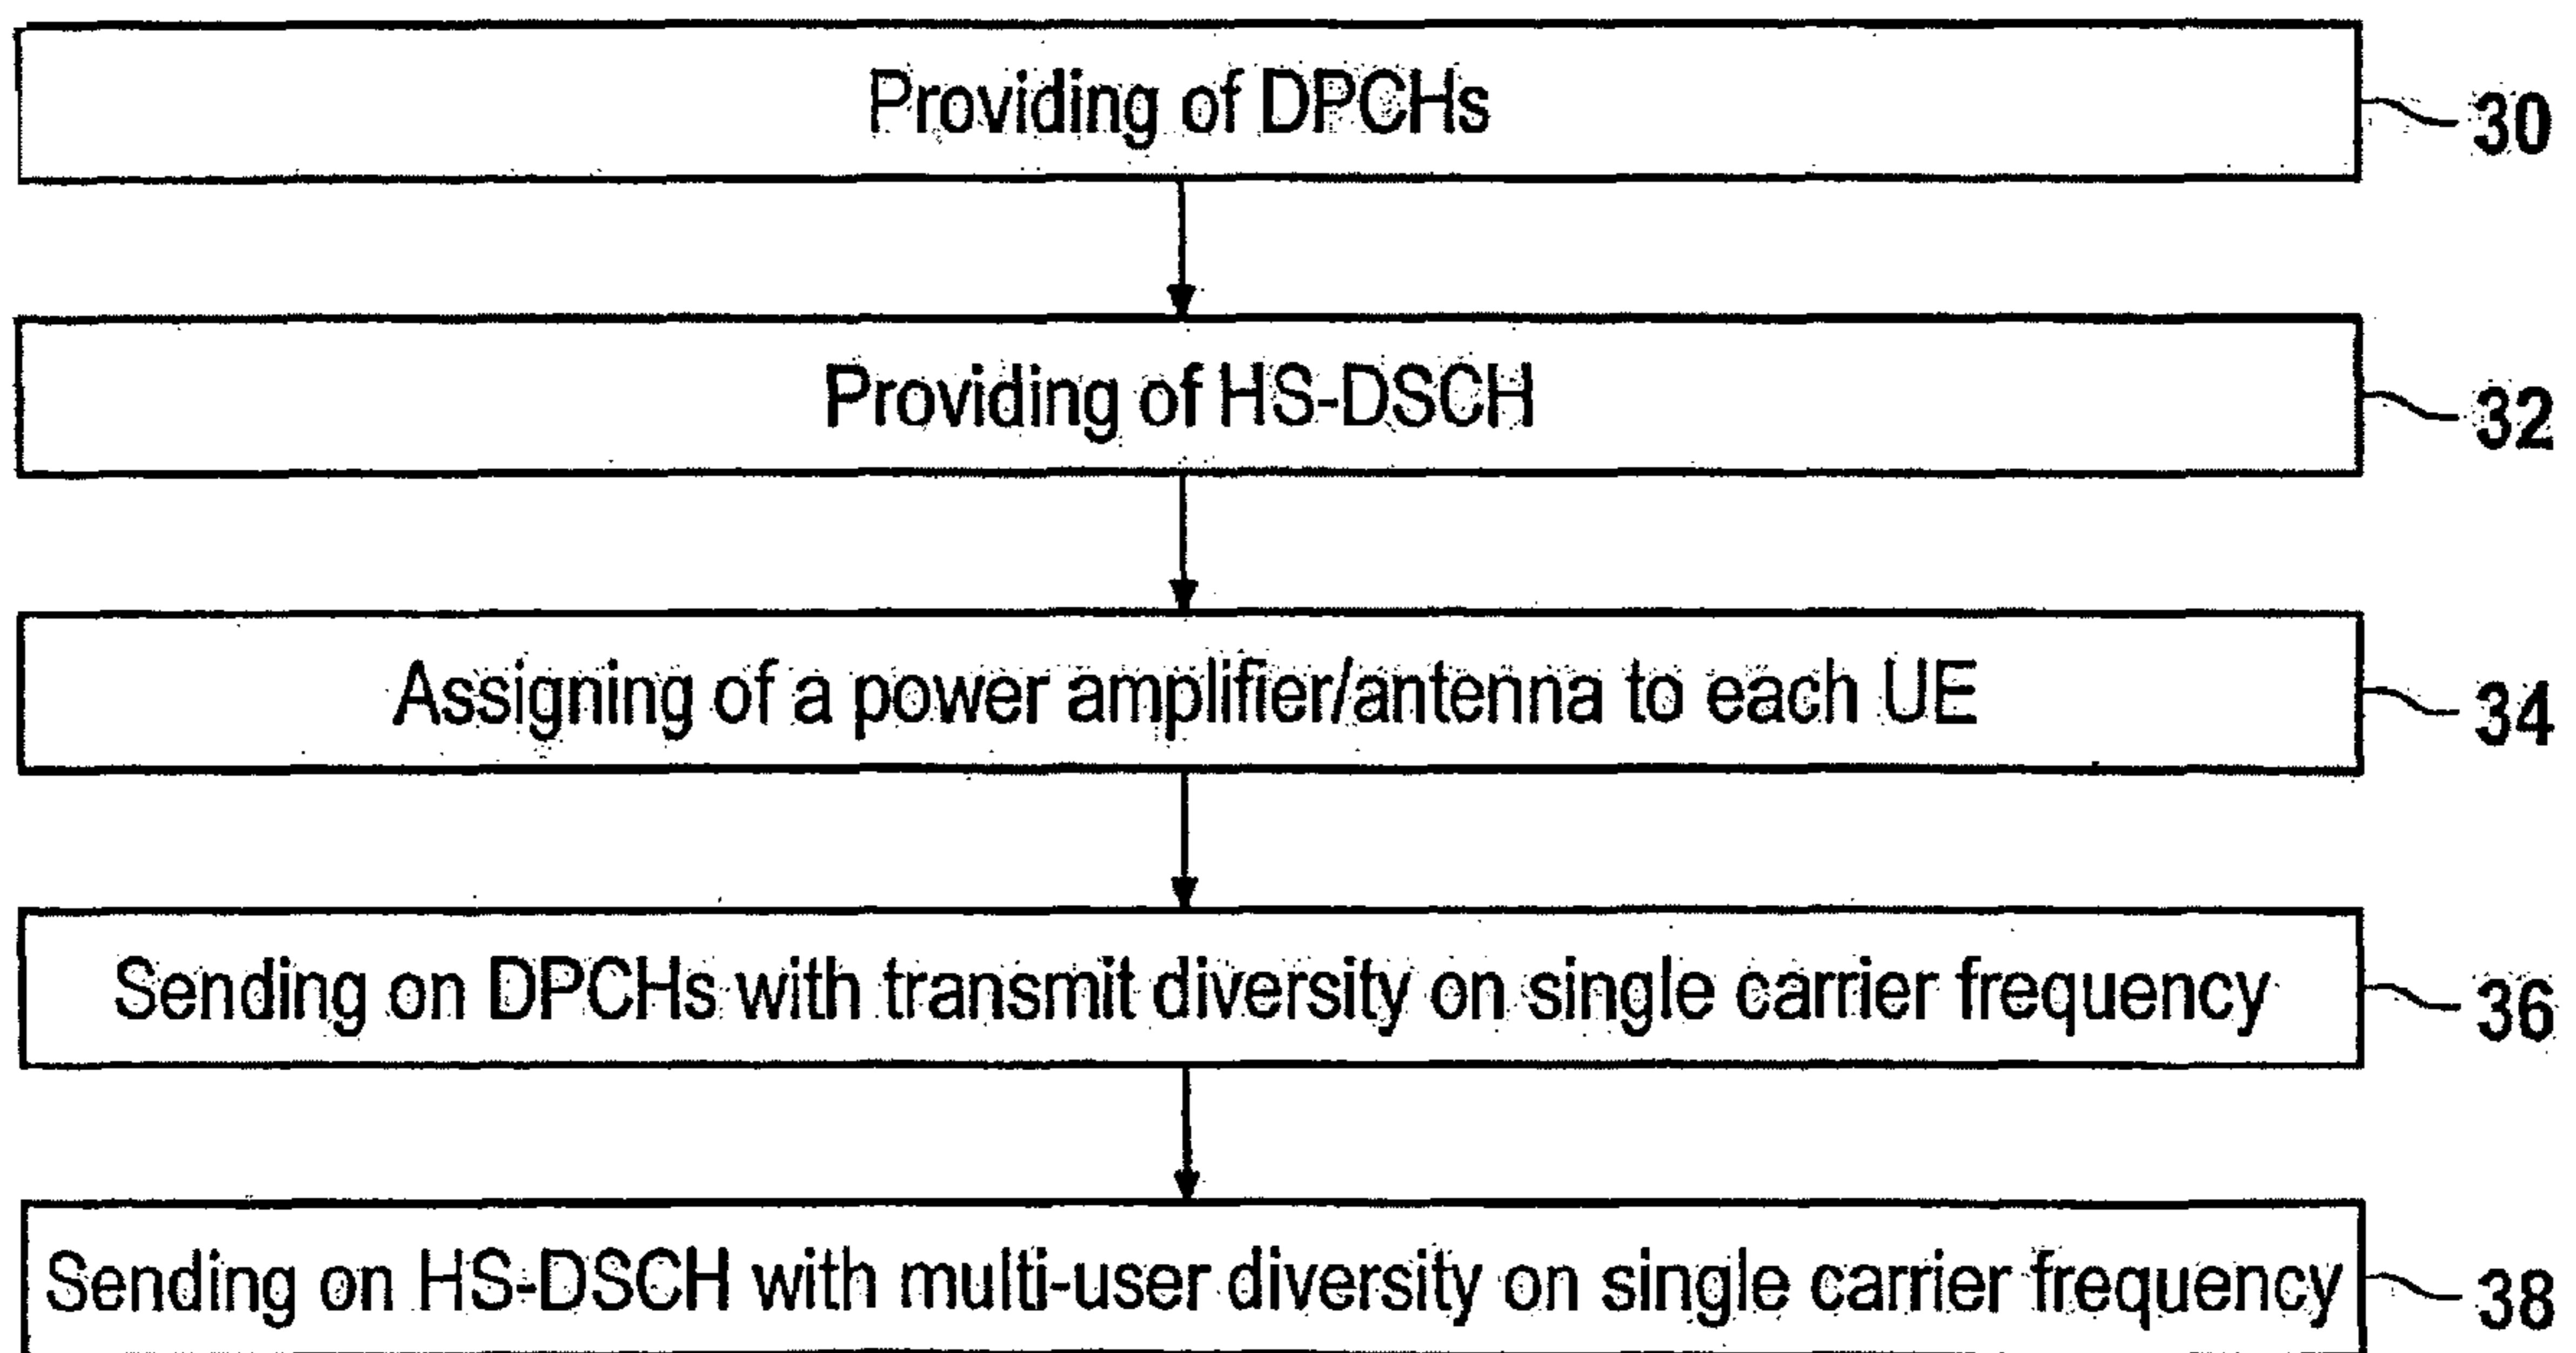 Providing of DPCHs
30
Providing of HS-DSCH
32
Assigning of a power amplifier/antenna to each UE
34
Sending on DPCHs with transmit diversity on single carrier frequency
36
Sending on HS-DSCH with multi-user diversity on single carrier frequency
38